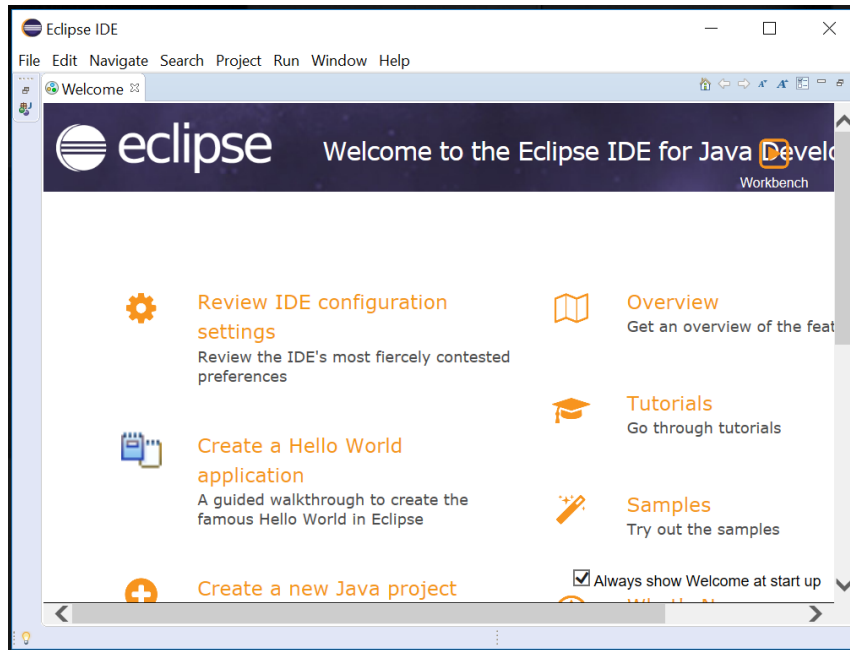 Eclipse IDE
File Edit Navigate Search Project Run Window Help
Welcome
eclipse
Welcome to the Eclipse IDE for Java Develo
Workbench
Review IDE configuration
settings
Review the IDE's most fiercely contested
preferences
Overview
Get an overview of the feat
Tutorials
Go through tutorials
Create a Hello World
application
A guided walkthrough to create the
famous Hello World in Eclipse
Samples
Try out the samples
Create a new Java project
Always show Welcome at start up